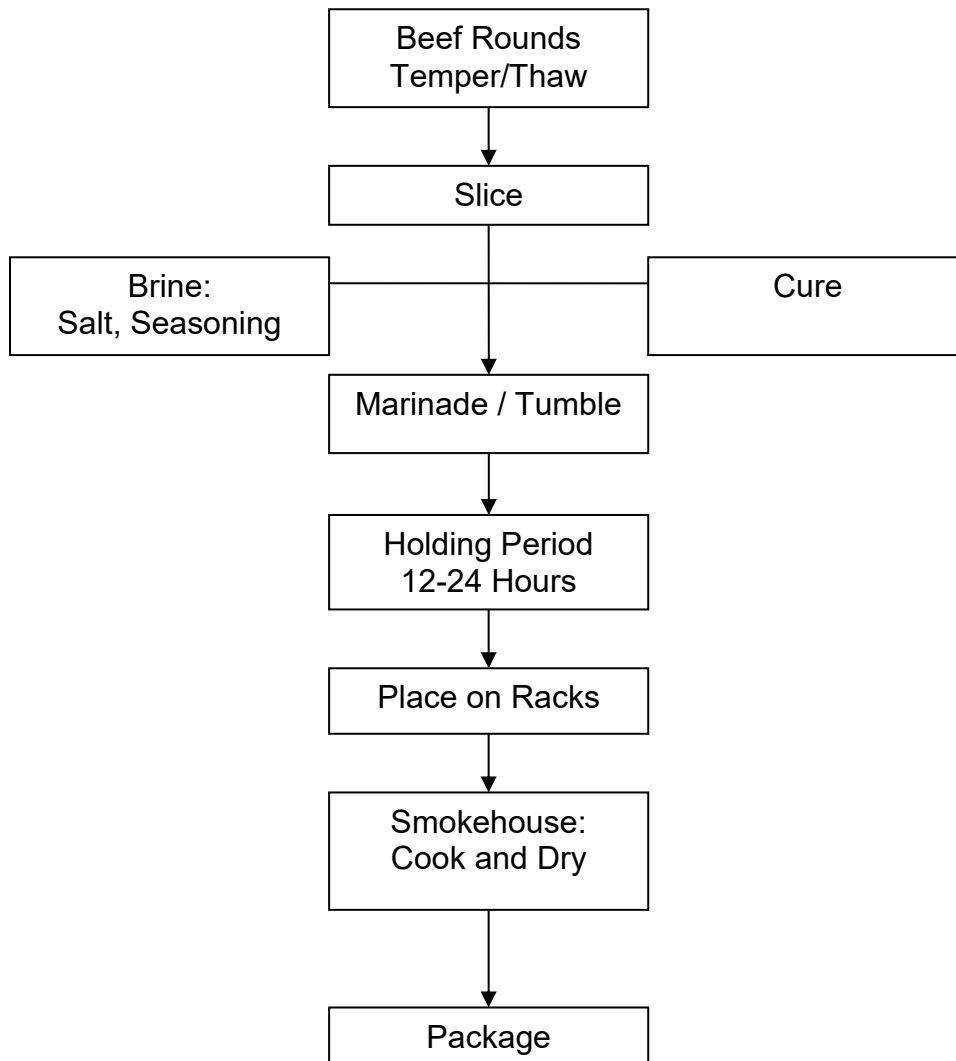 Beef Rounds
Temper/Thaw
Slice
Brine:
Salt, Seasoning
Cure
Marinade / Tumble
Holding Period
12-24 Hours
Place on Racks
Smokehouse:
Cook and Dry
Package